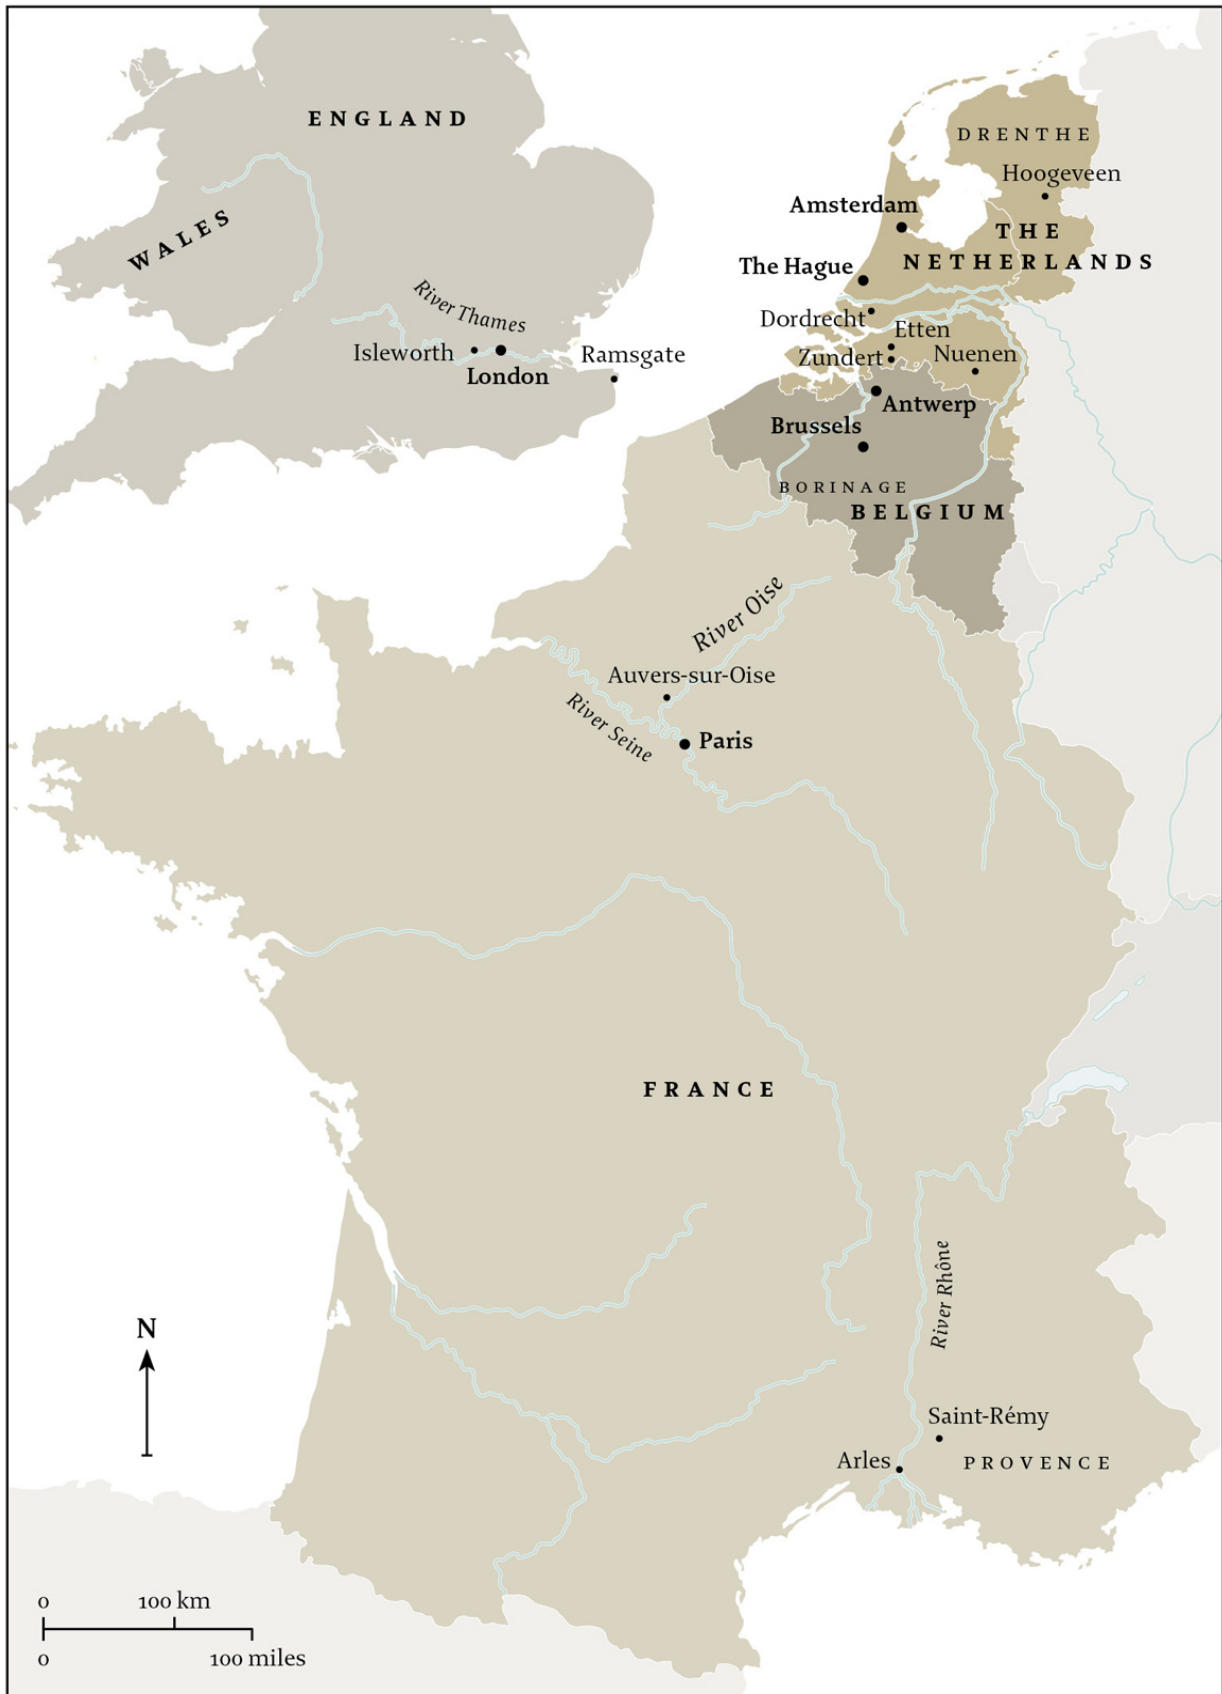 ENGLAND
WALES
River Thames
Isleworth
London
Ramsgate
DRENTHE
Hoogeveen
Amsterdam
THE
NETHERLANDS
The Hague
Dordrecht
Etten
Zundert
Nuenen
Antwerp
Brussels
BORINAGE
BELGIUM
River Oise
Auvers-sur-Oise
River Seine
Paris
FRANCE
River Rhône
N
Saint-Rémy
Arles
PROVENCE
0 100 km
0 100 miles